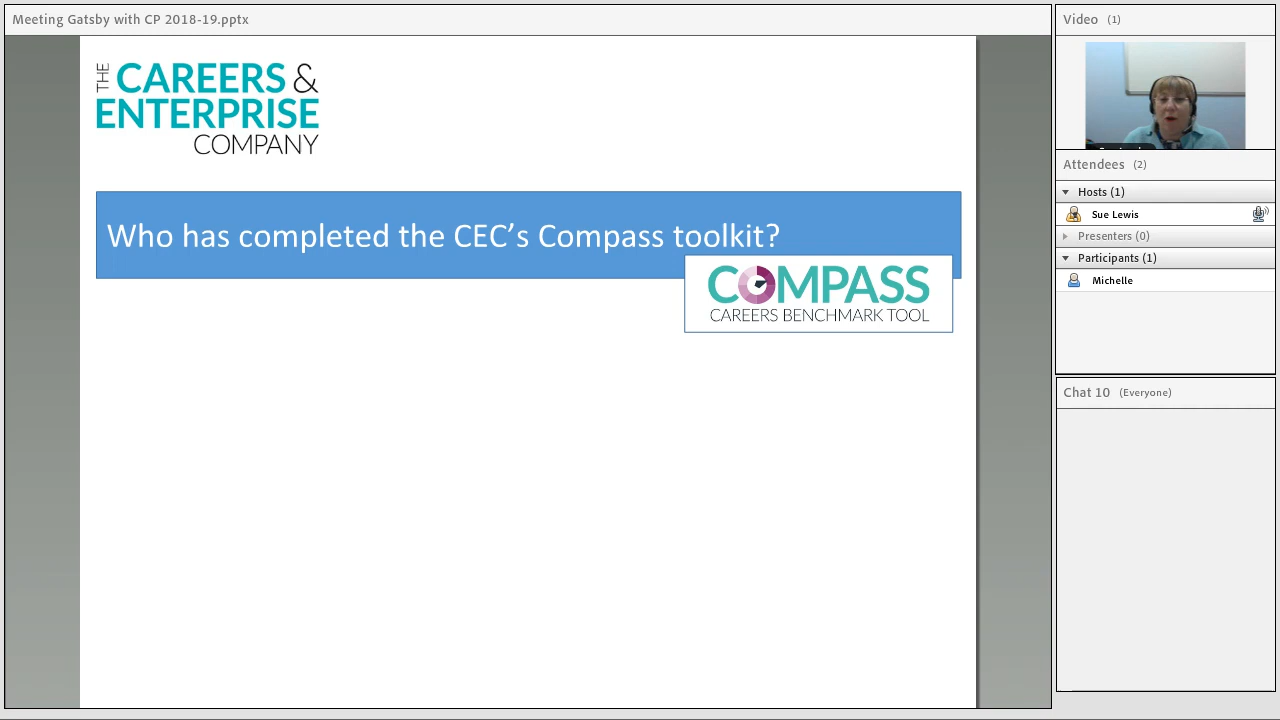 Meeting Gatsby with CP 2018-19.pptx
THE CAREERS &
ENTERPRISE
COMPANY
Who has completed the CEC’s Compass toolkit?
COMPASS
CAREERS BENCHMARK TOOL
Video (1)
Attendees (2)
Hosts (1)
Sue Lewis
Presenters (0)
Participants (1)
Michelle
Chat 10 (Everyone)